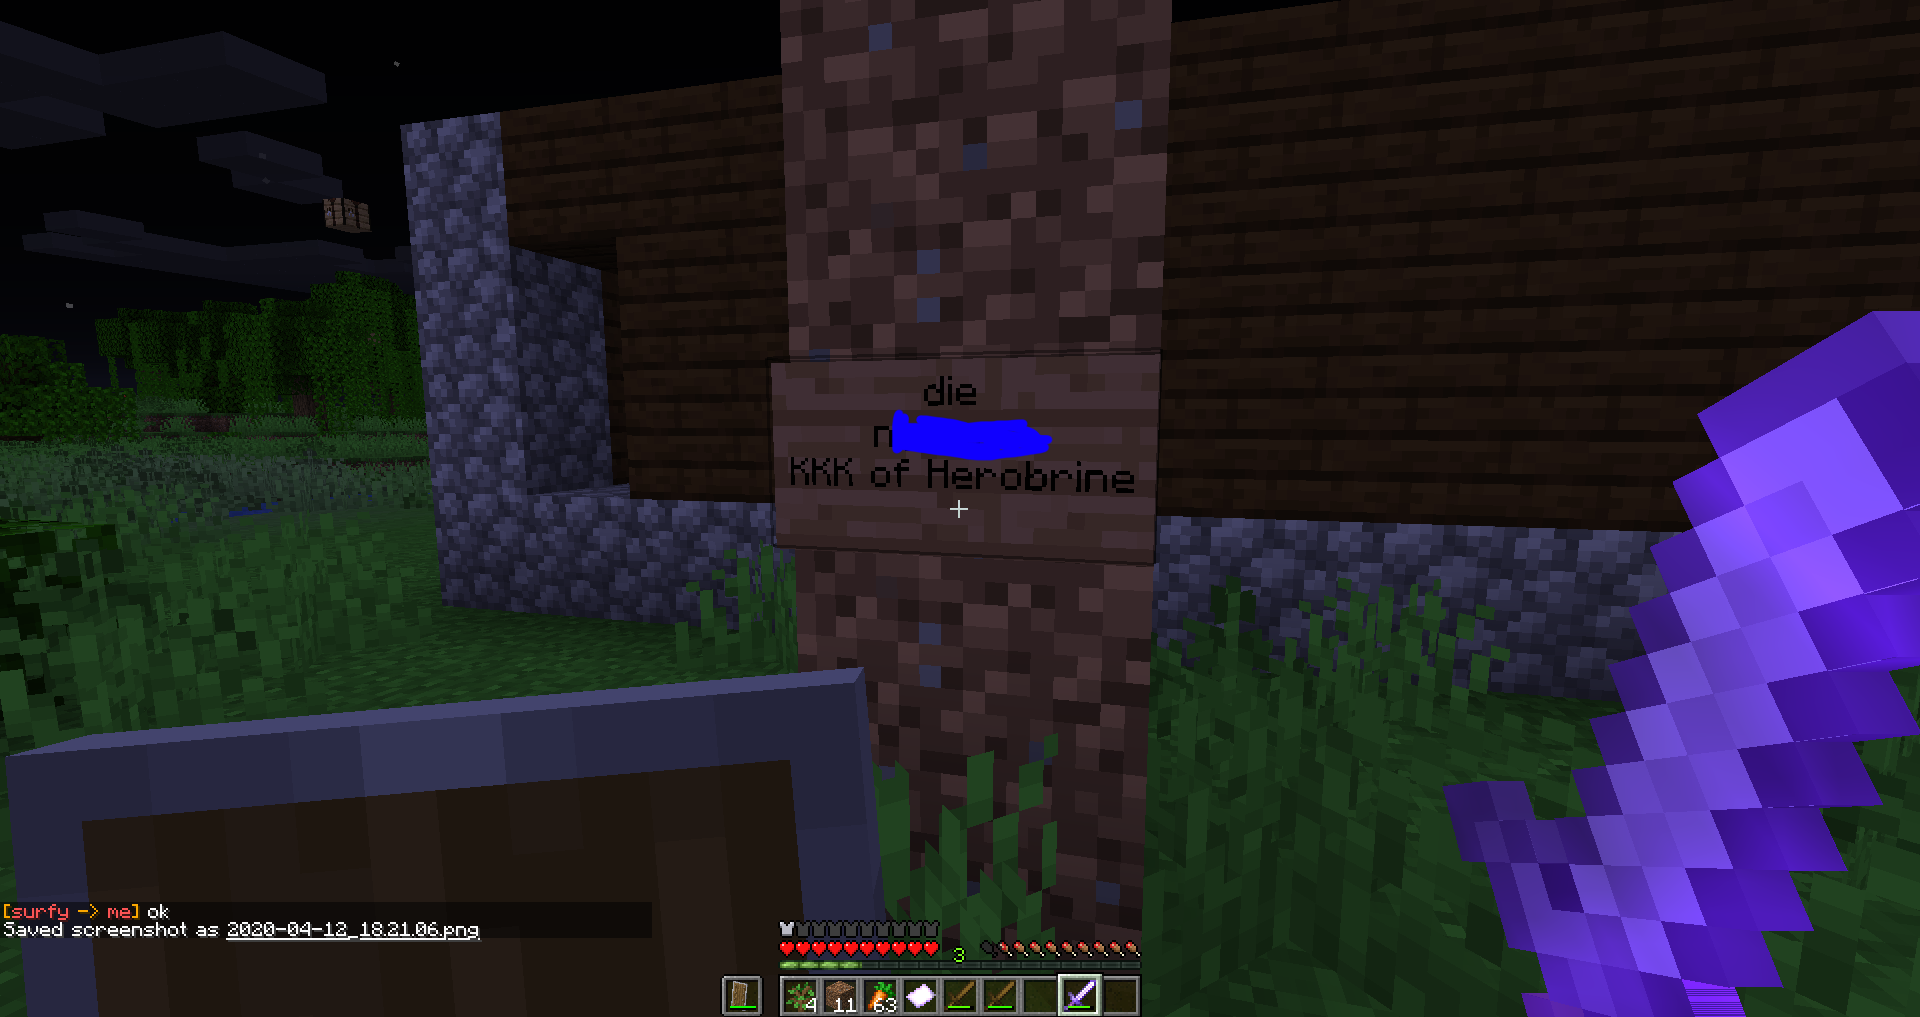 die
n
KKK of Herobrine
[surfy -> me] ok
Saved screenshot as 2020-04-12_18.21.06.png
3
4
11
63